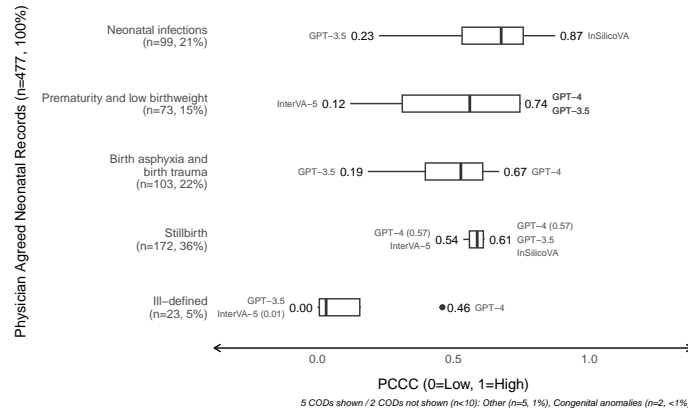 Physician Agreed Neonatal Records (n=477, 100%)
Neonatal infections
(n=99, 21%)
GPT−3.5 0.23
0.87 InSilicoVA
Prematurity and low birthweight
(n=73, 15%)
InterVA−5 0.12
0.74 GPT−4
GPT−3.5
Birth asphyxia and
birth trauma
(n=103, 22%)
GPT−3.5 0.19
0.67 GPT−4
Stillbirth
(n=172, 36%)
GPT−4 (0.57)
InterVA−5
0.54
0.61
GPT−4 (0.57)
GPT−3.5
InSilicoVA
Ill−defined
(n=23, 5%)
GPT−3.5
InterVA−5 (0.01)
0.00
0.46 GPT−4
0.0 0.5 1.0
PCCC (0=Low, 1=High)
5 CODs shown / 2 CODs not shown (n<10): Other (n=5, 1%), Congenital anomalies (n=2, <1%